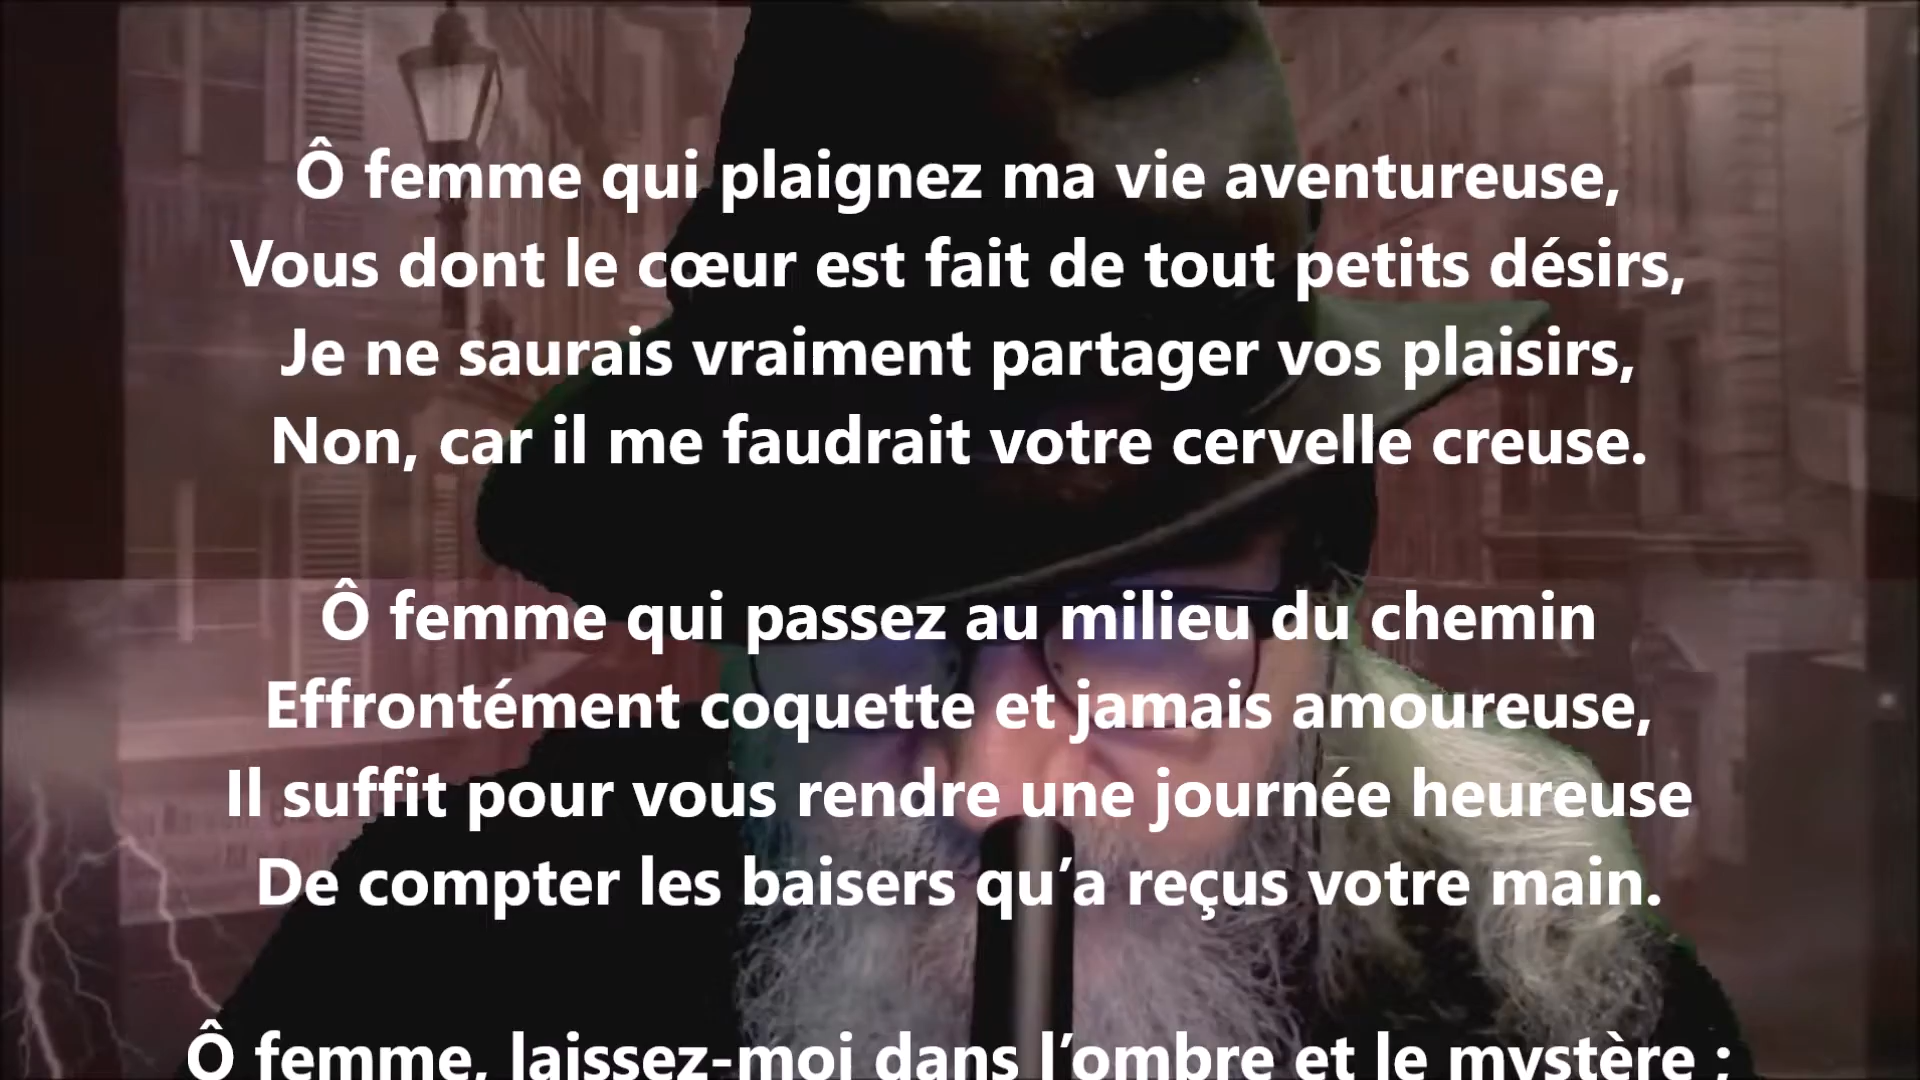 Ô femme qui plaignez ma vie aventureuse,
Vous dont le cœur est fait de tout petits désirs,
Je ne saurais vraiment partager vos plaisirs,
Non, car il me faudrait votre cervelle creuse.
Ô femme qui passez au milieu du chemin
Effrontément coquette et jamais amoureuse,
Il suffit pour vous rendre une journée heureuse
De compter les baisers qu’a reçus votre main.
Ô femme, laissez-moi dans l’ombre et le mystère ;